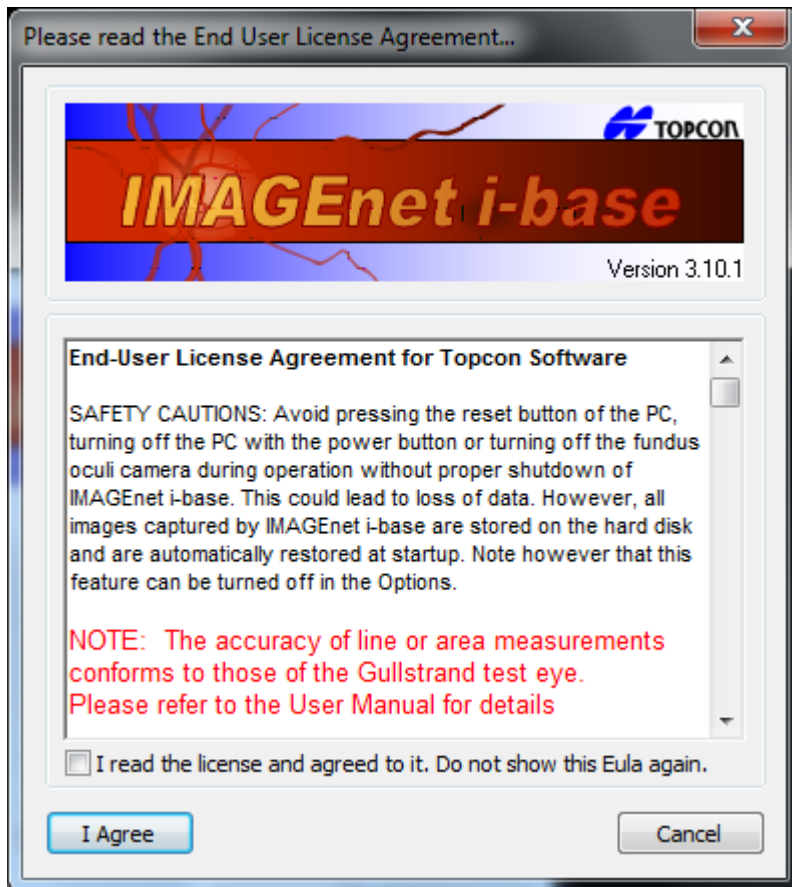 Please read the End User License Agreement...
TOPCON
IMAGEnet i-base
Version 3.10.1
End-User License Agreement for Topcon Software
SAFETY CAUTIONS: Avoid pressing the reset button of the PC,
turning off the PC with the power button or turning off the fundus
oculi camera during operation without proper shutdown of
IMAGEnet i-base. This could lead to loss of data. However, all
images captured by IMAGEnet i-base are stored on the hard disk
and are automatically restored at startup. Note however that this
feature can be turned off in the Options.
NOTE: The accuracy of line or area measurements
conforms to those of the Gullstrand test eye.
Please refer to the User Manual for details
I read the license and agreed to it. Do not show this Eula again.
I Agree
Cancel